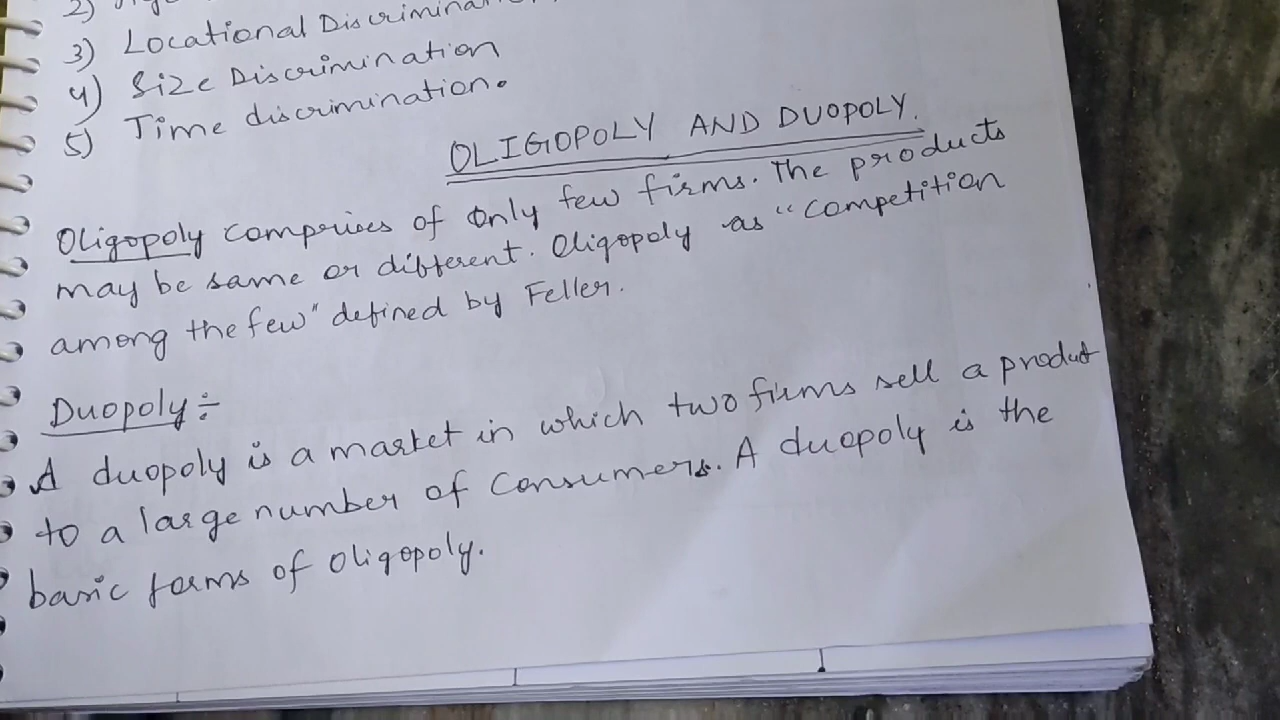 2)
3) Locational Discrimination
4) Size Discrimination
5) Time discrimination.
OLIGOPOLY AND DUOPOLY.
Oligopoly comprises of only few firms. The products
may be same or different. Oligopoly as "Competition
among the few" defined by Feller.
Duopoly:-
A duopoly is a market in which two firms sell a product
to a large number of Consumers. A duopoly is the
basic forms of oligopoly.